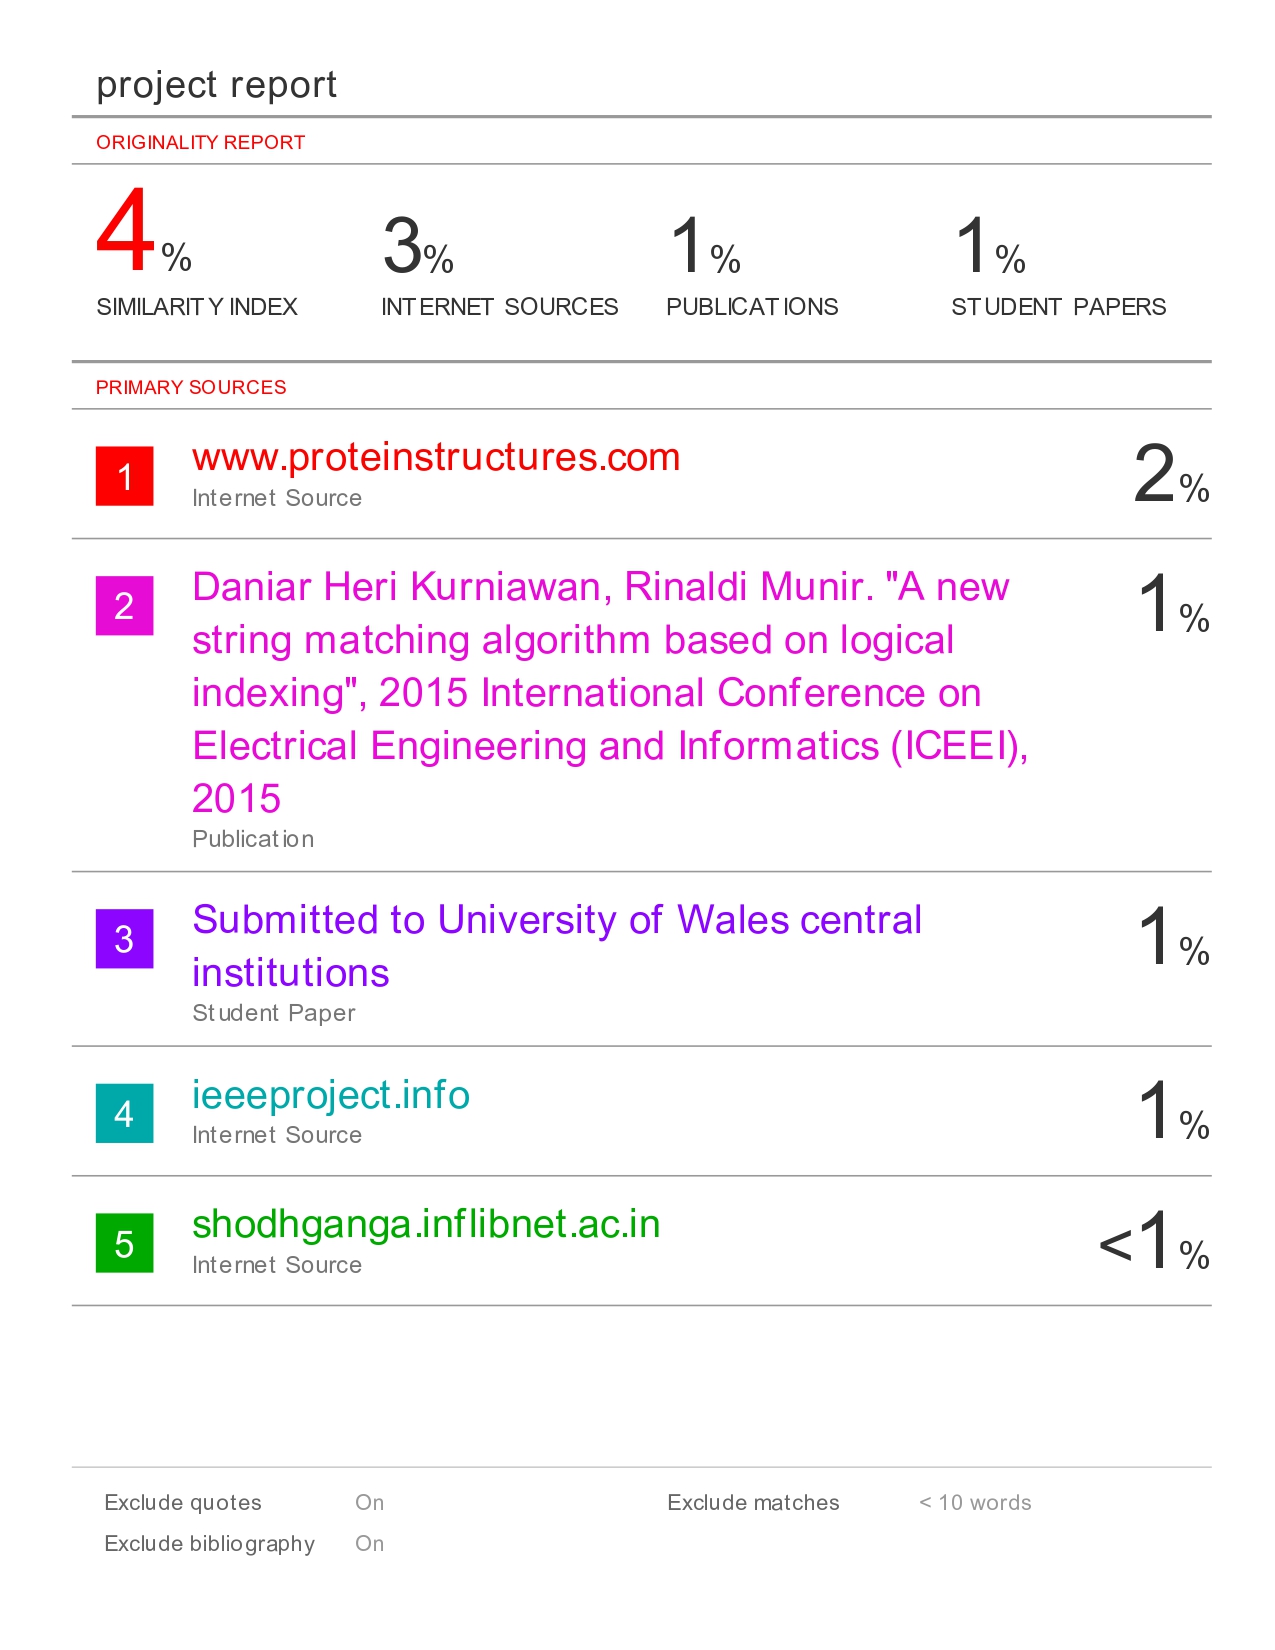 project report
ORIGINALITY REPORT
4%
SIMILARITY INDEX
3%
INTERNET SOURCES
1%
PUBLICATIONS
1%
STUDENT PAPERS
PRIMARY SOURCES
1
www.proteinstructures.com
Internet Source
2%
2
Daniar Heri Kurniawan, Rinaldi Munir. "A new
string matching algorithm based on logical
indexing", 2015 International Conference on
Electrical Engineering and Informatics (ICEEI),
2015
Publication
1%
3
Submitted to University of Wales central
institutions
Student Paper
1%
4
ieeeproject.info
Internet Source
1%
5
shodhganga.inflibnet.ac.in
Internet Source
<1%
Exclude quotes On
Exclude matches < 10 words
Exclude bibliography On